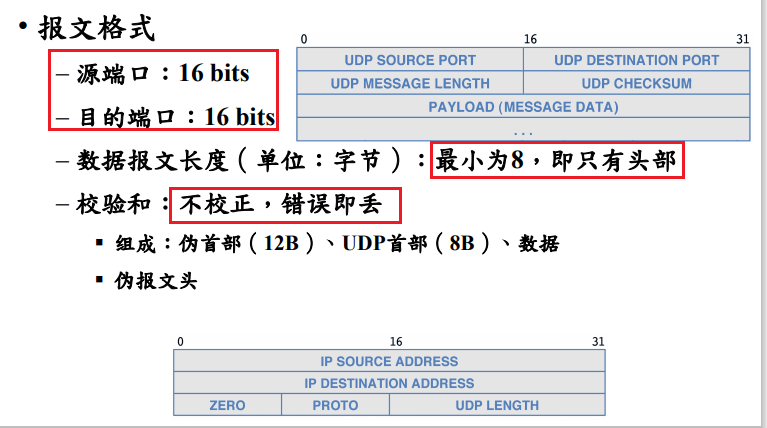 • 报文格式
– 源端口：16 bits
– 目的端口：16 bits
0 16 31
UDP SOURCE PORT UDP DESTINATION PORT
UDP MESSAGE LENGTH UDP CHECKSUM
PAYLOAD (MESSAGE DATA)
. . .
– 数据报文长度（单位：字节）：最小为8，即只有头部
– 校验和：不校正，错误即丢
▪ 组成：伪首部（12B）、UDP首部（8B）、数据
▪ 伪报文头
0 16 31
IP SOURCE ADDRESS
IP DESTINATION ADDRESS
ZERO PROTO UDP LENGTH